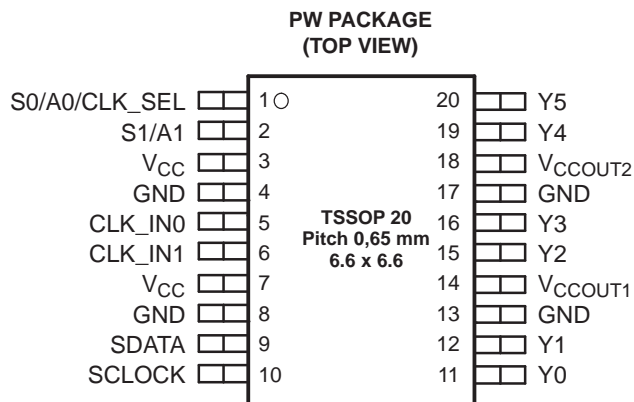 PW PACKAGE
(TOP VIEW)
S0/A0/CLK_SEL 1 20 Y5
S1/A1 2 19 Y4
VCC 3 18 VCCOUT2
GND 4 17 GND
CLK_IN0 5 16 Y3
CLK_IN1 6 15 Y2
VCC 7 14 VCCOUT1
GND 8 13 GND
SDATA 9 12 Y1
SCLOCK 10 11 Y0
TSSOP 20
Pitch 0,65 mm
6.6 x 6.6